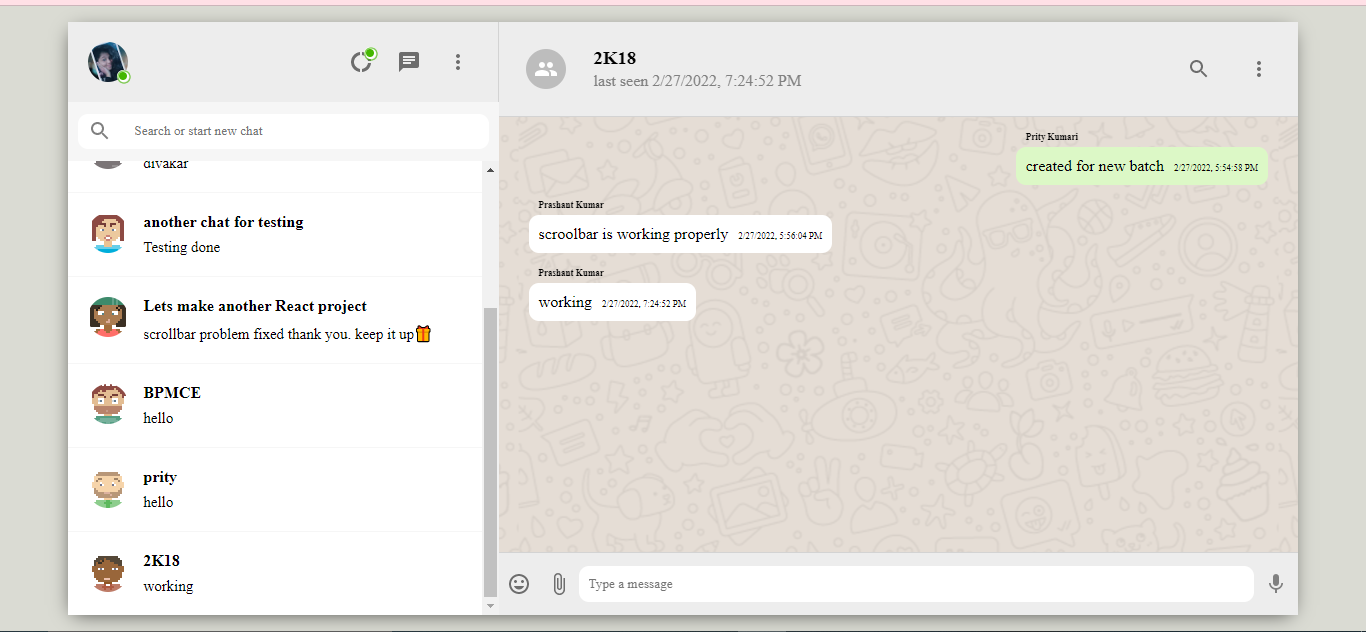 Search or start new chat
divakar
another chat for testing
Testing done
Lets make another React project
scrollbar problem fixed thank you. keep it up🎁
BPMCE
hello
prity
hello
2K18
working
2K18
last seen 2/27/2022, 7:24:52 PM
Prity Kumari
created for new batch 2/27/2022, 5:54:58 PM
Prashant Kumar
scroolbar is working properly 2/27/2022, 5:56:04 PM
Prashant Kumar
working 2/27/2022, 7:24:52 PM
Type a message